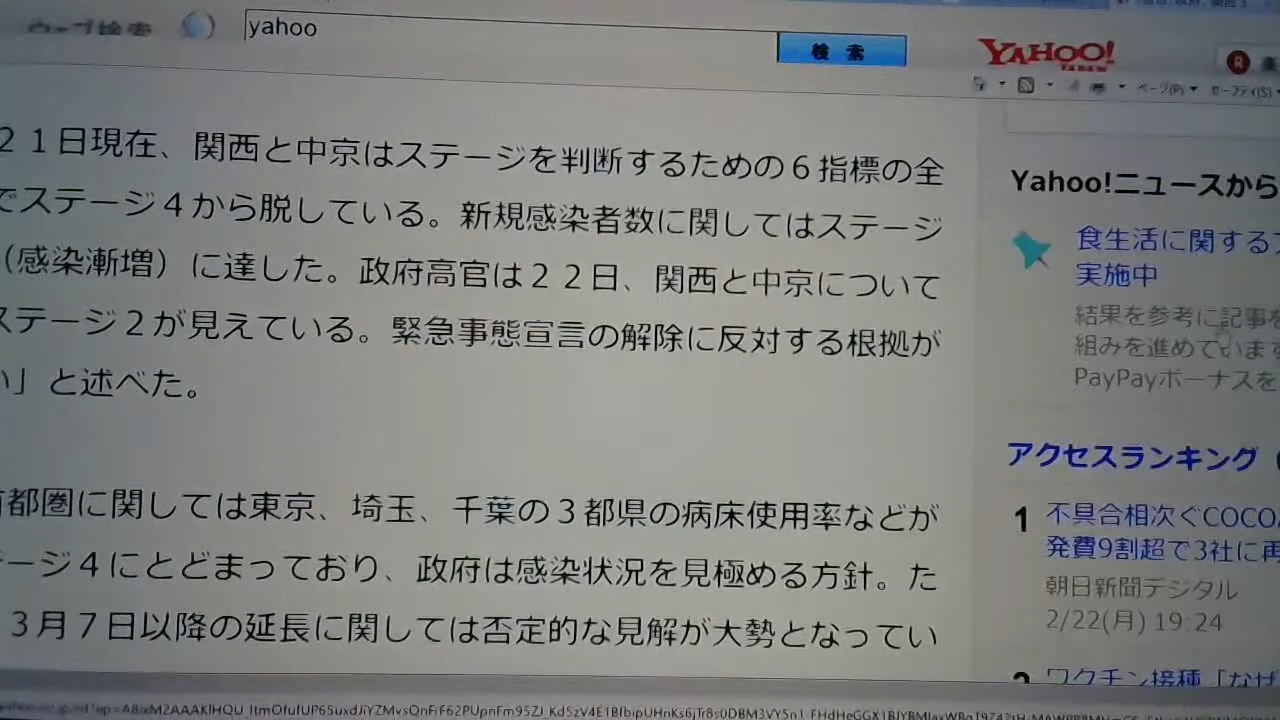 ウェブ検索
yahoo
検 索
YAHOO!
JAPAN
ページ(P)
セーフティ(S)
21日現在、関西と中京はステージを判断するための6指標の全
でステージ4から脱している。新規感染者数に関してはステージ
（感染漸増）に達した。政府高官は22日、関西と中京について
ステージ2が見えている。緊急事態宣言の解除に反対する根拠が
い」と述べた。
都圏に関しては東京、埼玉、千葉の3都県の病床使用率などが
ージ4にとどまっており、政府は感染状況を見極める方針。た
3月7日以降の延長に関しては否定的な見解が大勢となってい
Yahoo!ニュースから
食生活に関する
実施中
結果を参考に記事を
組みを進めています
PayPayボーナスを
アクセスランキング
1 不具合相次ぐCOCO
発費9割超で3社に再
朝日新聞デジタル
2/22(月) 19:24
ワクチン接種「なぜ